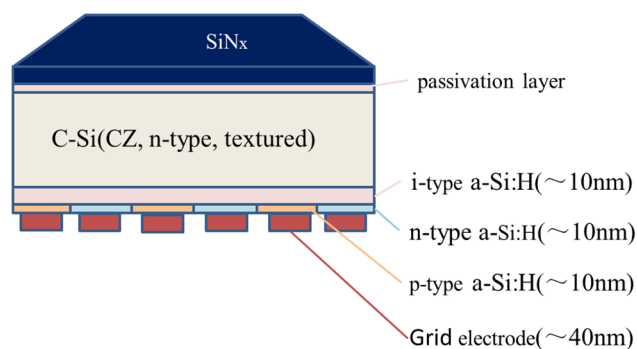 SiNx
passivation layer
C-Si(CZ, n-type, textured)
i-type a-Si:H(～10nm)
n-type a-Si:H(～10nm)
p-type a-Si:H(～10nm)
Grid electrode(～40nm)